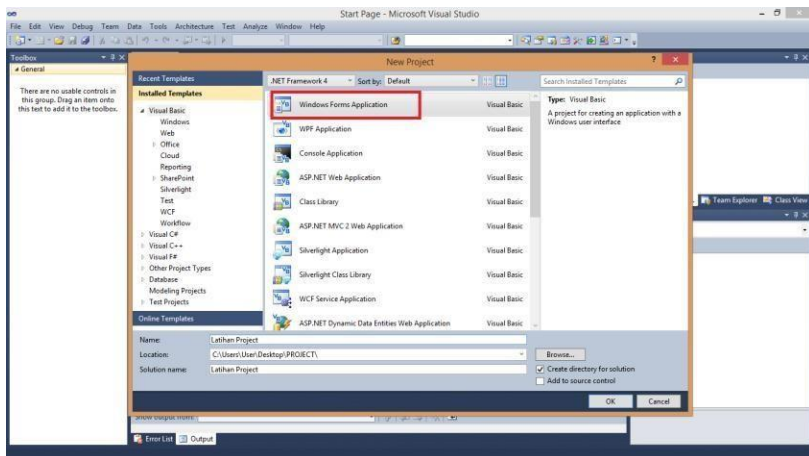 Start Page - Microsoft Visual Studio
File Edit View Debug Team Data Tools Architecture Test Analyze Window Help
Toolbox
General
There are no usable controls in
this group. Drag an item onto
this text to add it to the toolbox.
New Project
Recent Templates
Installed Templates
Visual Basic
Windows
Web
Office
Cloud
Reporting
SharePoint
Silverlight
Test
WCF
Workflow
Visual C#
Visual C++
Visual F#
Other Project Types
Database
Modeling Projects
Test Projects
Online Templates
.NET Framework 4 Sort by: Default
Windows Forms Application Visual Basic
WPF Application Visual Basic
Console Application Visual Basic
ASP.NET Web Application Visual Basic
Class Library Visual Basic
ASP.NET MVC 2 Web Application Visual Basic
Silverlight Application Visual Basic
Silverlight Class Library Visual Basic
WCF Service Application Visual Basic
ASP.NET Dynamic Data Entities Web Application Visual Basic
Search Installed Templates
Type: Visual Basic
A project for creating an application with a
Windows user interface
Team Explorer Class View
Name: Latihan Project
Location: C:\Users\User\Desktop\PROJECT\ Browse...
Solution name: Latihan Project Create directory for solution
Add to source control
OK Cancel
Show output from:
Error List Output